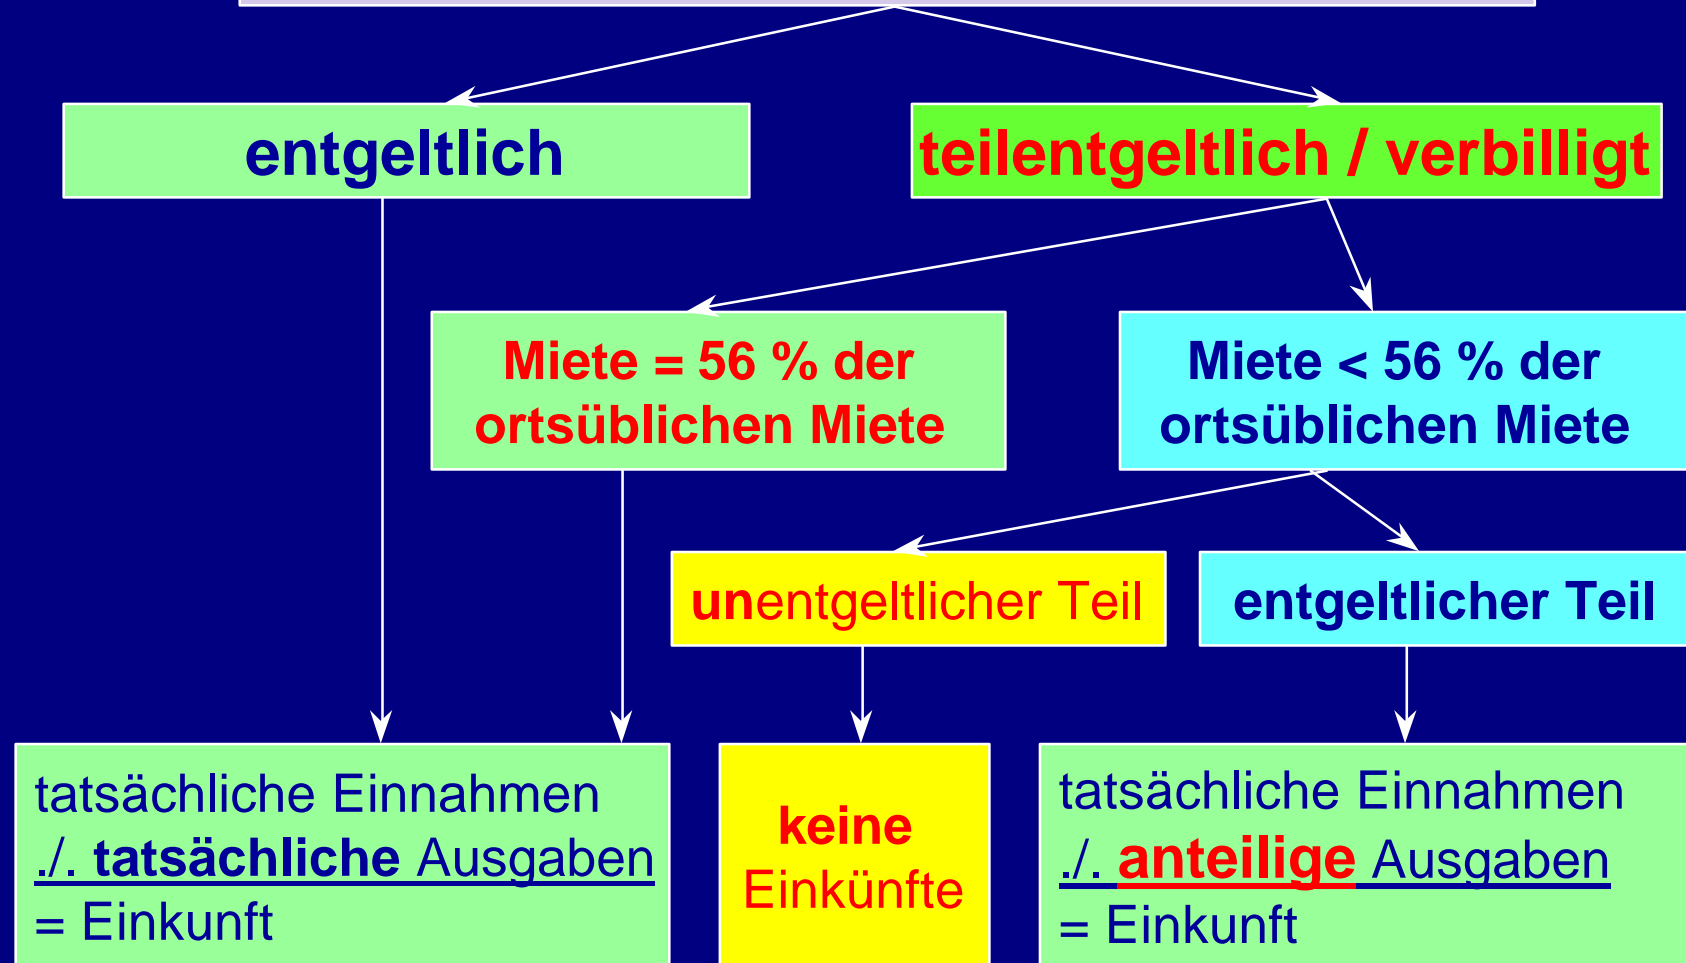 entgeltlich
teilentgeltlich / verbilligt
Miete = 56 % der
ortsüblichen Miete
Miete < 56 % der
ortsüblichen Miete
unentgeltlicher Teil
entgeltlicher Teil
tatsächliche Einnahmen
./. tatsächliche Ausgaben
= Einkunft
keine
Einkünfte
tatsächliche Einnahmen
./. anteilige Ausgaben
= Einkunft